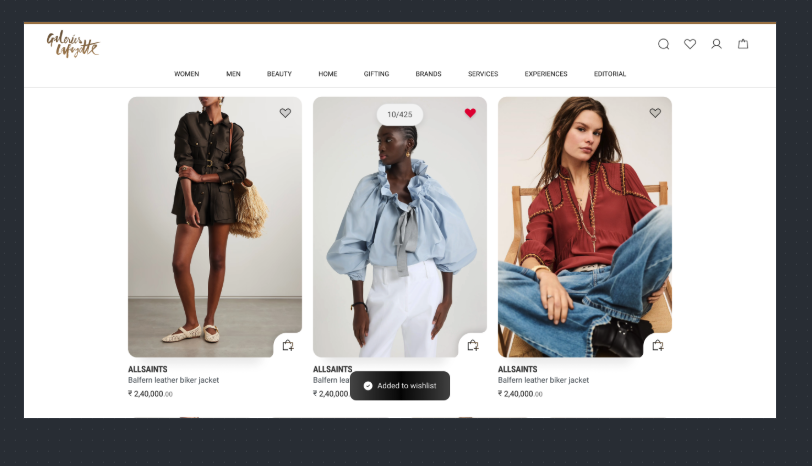 Galeries
Lafayette
WOMEN MEN BEAUTY HOME GIFTING BRANDS SERVICES EXPERIENCES EDITORIAL
10/425
ALLSAINTS
Balfern leather biker jacket
₹ 2,40,000.00
ALLSAINTS
Balfern lea
₹ 2,40,000.
ALLSAINTS
Balfern leather biker jacket
₹ 2,40,000.00
Added to wishlist